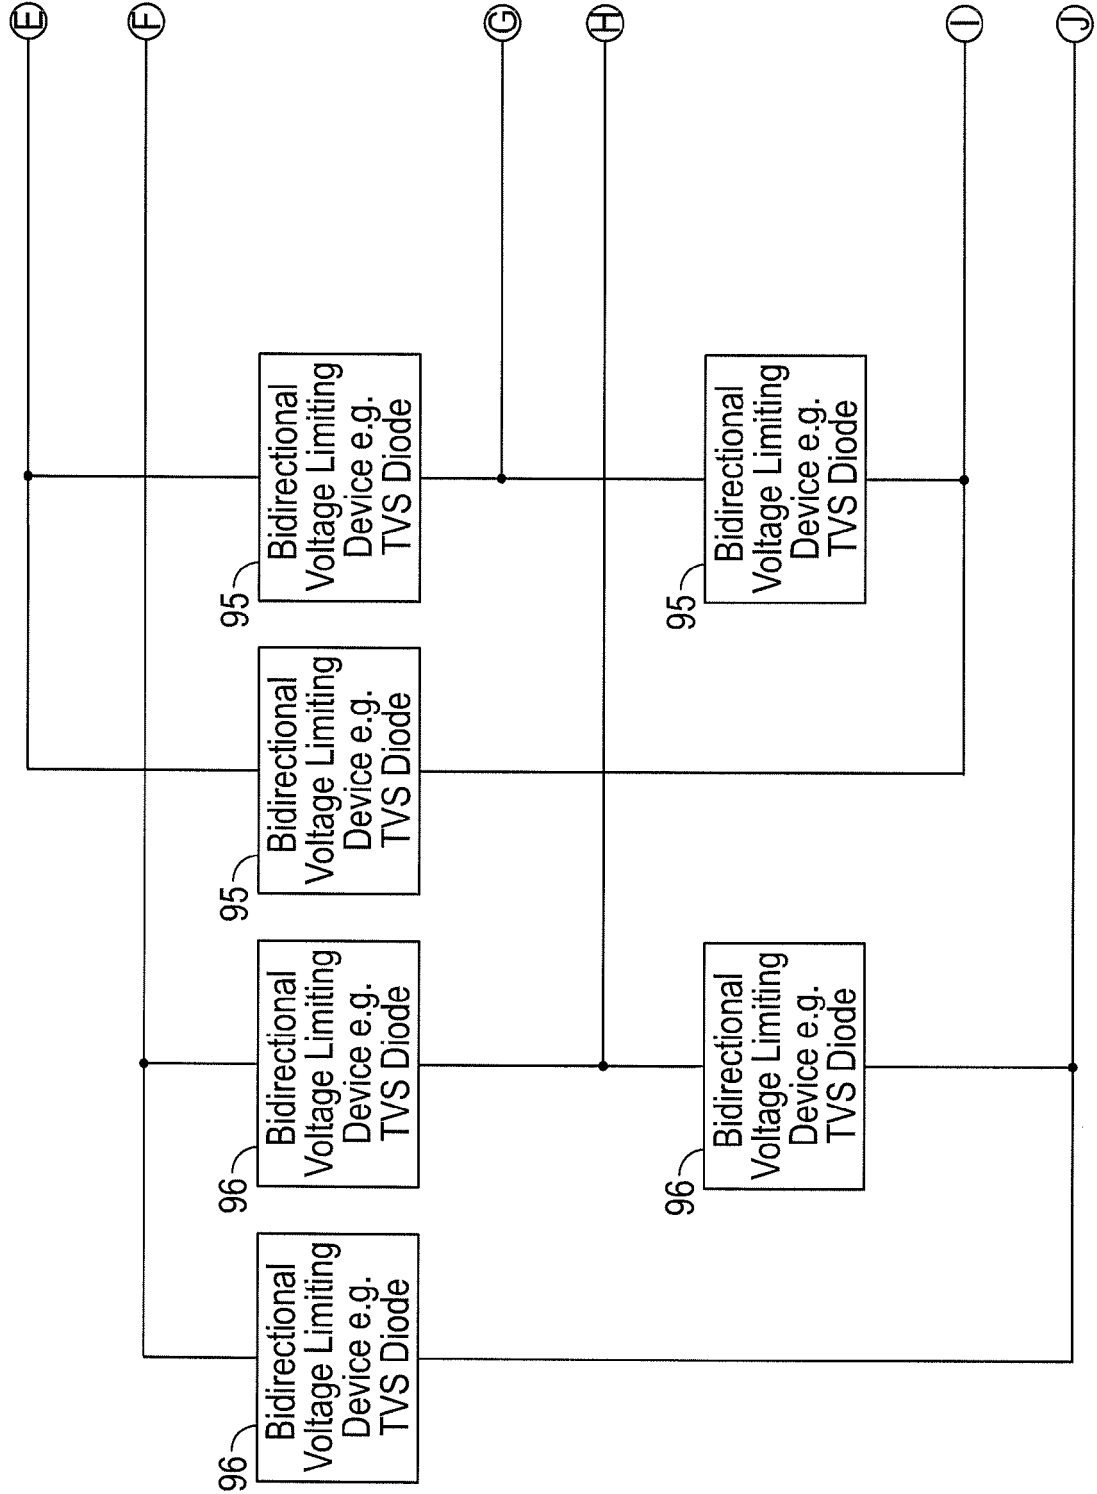 E
F
96
Bidirectional
Voltage Limiting
Device e.g.
TVS Diode
96
Bidirectional
Voltage Limiting
Device e.g.
TVS Diode
95
Bidirectional
Voltage Limiting
Device e.g.
TVS Diode
95
Bidirectional
Voltage Limiting
Device e.g.
TVS Diode
G
H
96
Bidirectional
Voltage Limiting
Device e.g.
TVS Diode
95
Bidirectional
Voltage Limiting
Device e.g.
TVS Diode
I
J